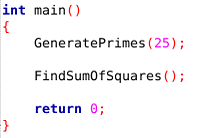 int main()
{
    GeneratePrimes(25);
    FindSumOfSquares();
    return 0;
}